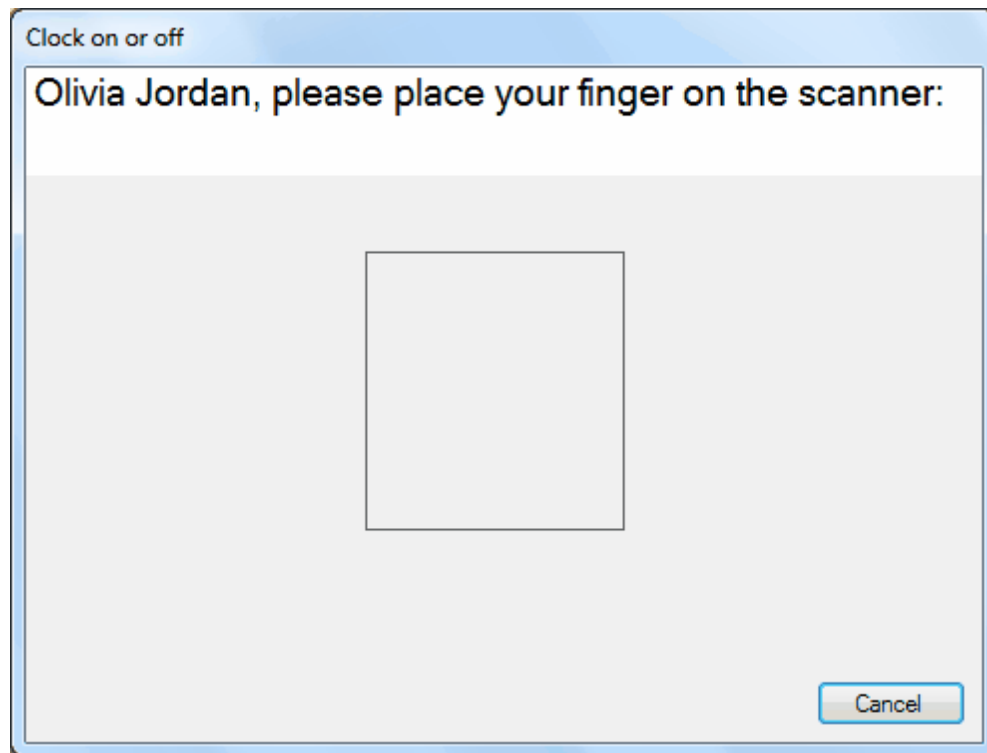 Clock on or off
Olivia Jordan, please place your finger on the scanner:
Cancel